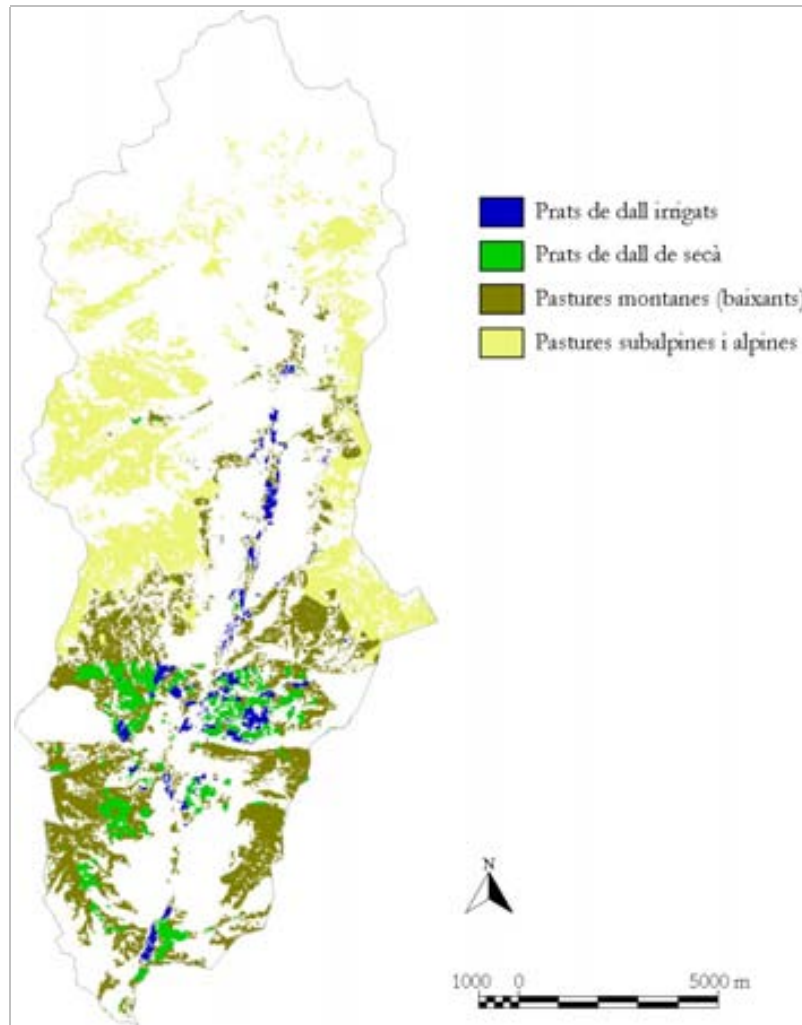 Prats de dall irrigats
Prats de dall de secà
Pastures montanes (baixants)
Pastures subalpines i alpines
N
1000 0 5000 m